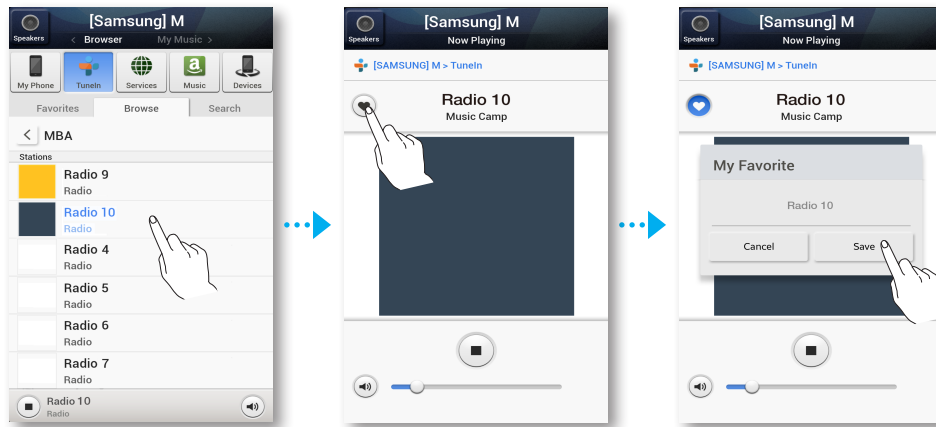 [Samsung] M
Speakers
< Browser My Music >
My Phone
TuneIn
Services
a
Music
Devices
Favorites
Browse
Search
< MBA
Stations
Radio 9
Radio
Radio 10
Radio
Radio 4
Radio
Radio 5
Radio
Radio 6
Radio
Radio 7
Radio
Radio 10
Radio
[Samsung] M
Speakers
Now Playing
[SAMSUNG] M > TuneIn
Radio 10
Music Camp
[Samsung] M
Speakers
Now Playing
[SAMSUNG] M > TuneIn
Radio 10
Music Camp
My Favorite
Radio 10
Cancel
Save